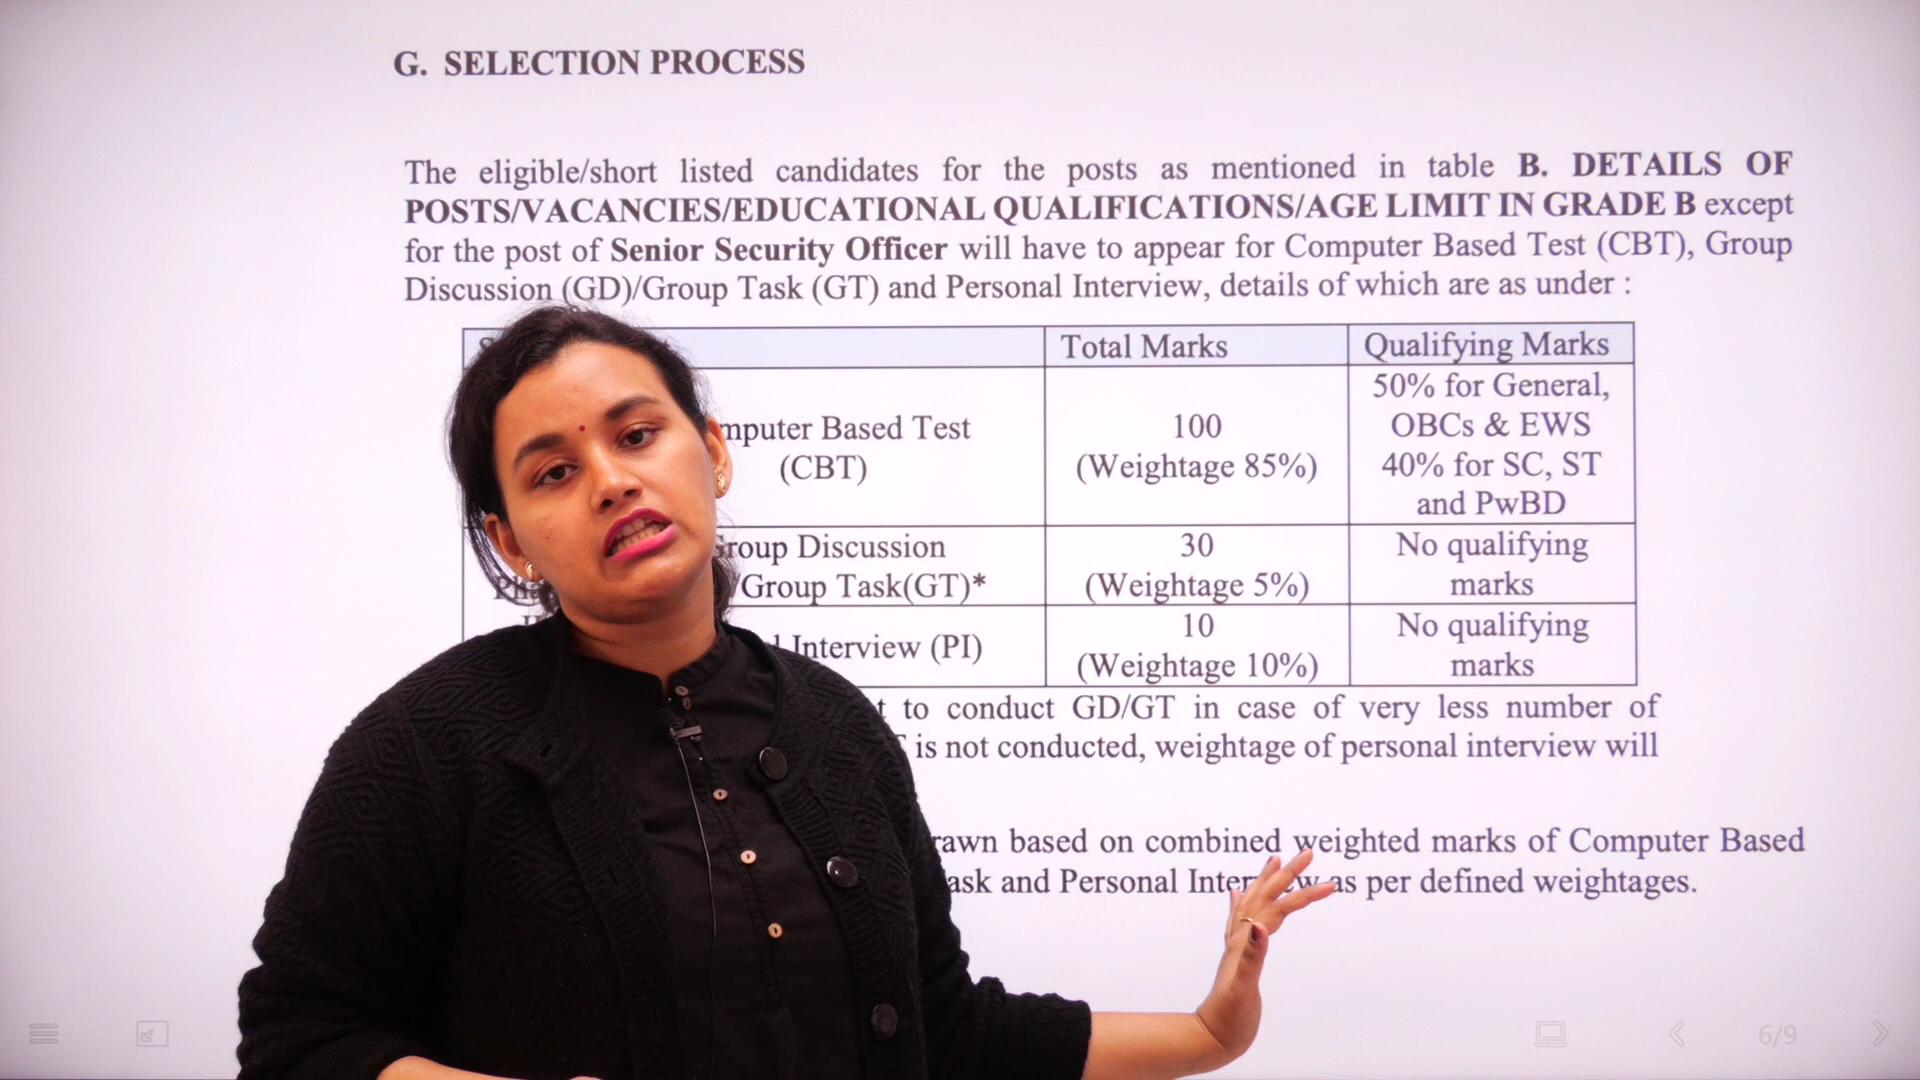 G. SELECTION PROCESS
The eligible/short listed candidates for the posts as mentioned in table B. DETAILS OF
POSTS/VACANCIES/EDUCATIONAL QUALIFICATIONS/AGE LIMIT IN GRADE B except
for the post of Senior Security Officer will have to appear for Computer Based Test (CBT), Group
Discussion (GD)/Group Task (GT) and Personal Interview, details of which are as under :
Total Marks
Qualifying Marks
Based Test
(CBT)
100
(Weightage 85%)
50% for General,
OBCs & EWS
40% for SC, ST
and PwBD
Discussion
/Group Task(GT)*
30
(Weightage 5%)
No qualifying
marks
Interview (PI)
10
(Weightage 10%)
No qualifying
marks
to conduct GD/GT in case of very less number of
is not conducted, weightage of personal interview will
based on combined weighted marks of Computer Based
and Personal Interview as per defined weightages.
6/9